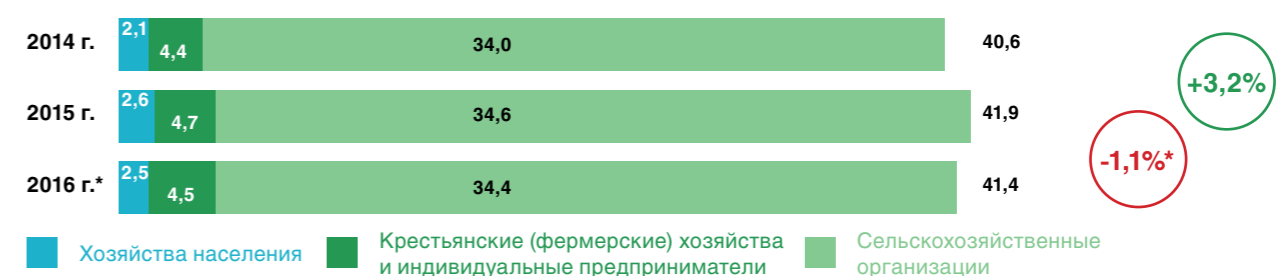 2014 г. 2,1 4,4 34,0 40,6
+3,2%
2015 г. 2,6 4,7 34,6 41,9
-1,1%*
2016 г.* 2,5 4,5 34,4 41,4
Хозяйства населения
Крестьянские (фермерские) хозяйства
и индивидуальные предприниматели
Сельскохозяйственные
организации